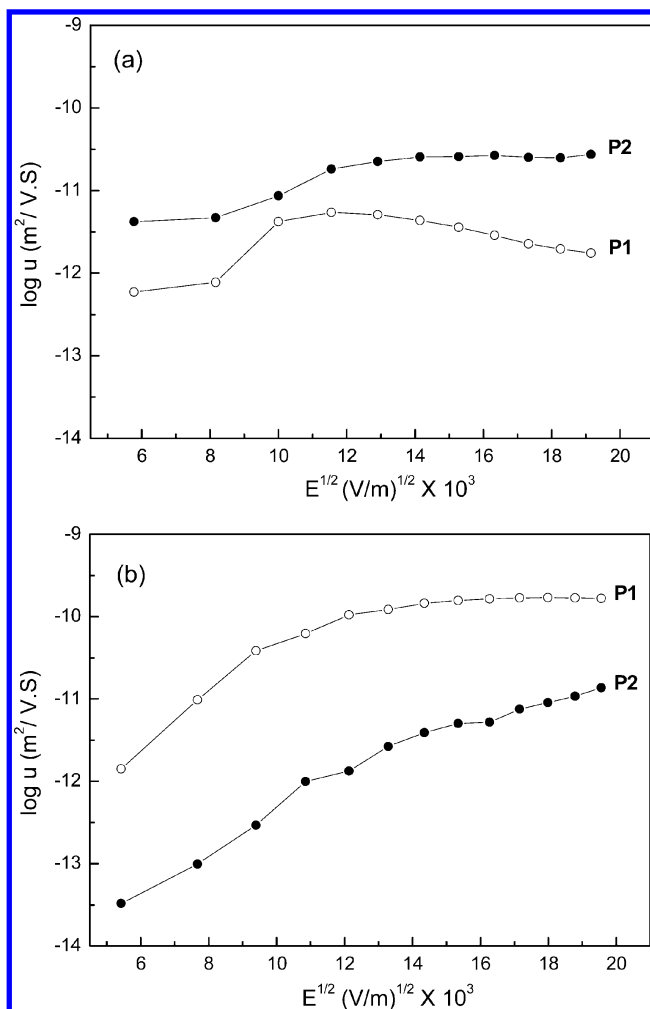 (a)
-9
-10
-11
-12
-13
-14
log u (m²/ V.S)
P2
P1
6 8 10 12 14 16 18 20
E^1/2 (V/m)^1/2 X 10³
(b)
-9
-10
-11
-12
-13
-14
log u (m²/ V.S)
P1
P2
6 8 10 12 14 16 18 20
E^1/2 (V/m)^1/2 X 10³